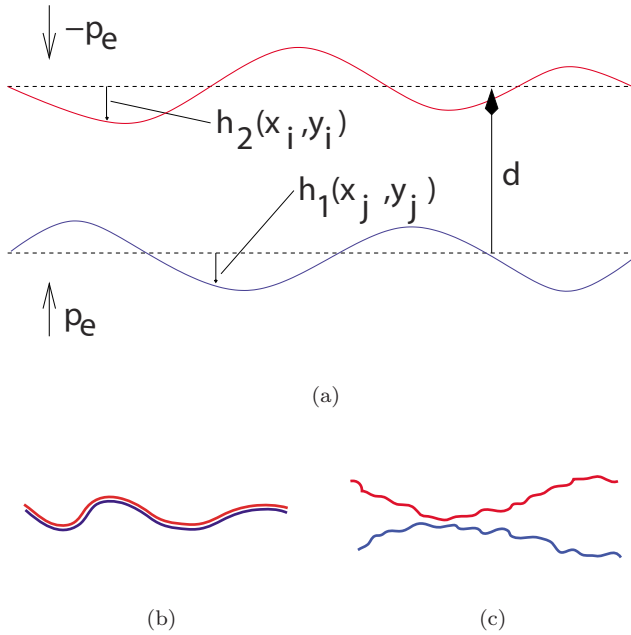 -pₑ
h₂(xᵢ,yᵢ)
h₁(xⱼ,yⱼ)
d
pₑ
(a)
(b) (c)